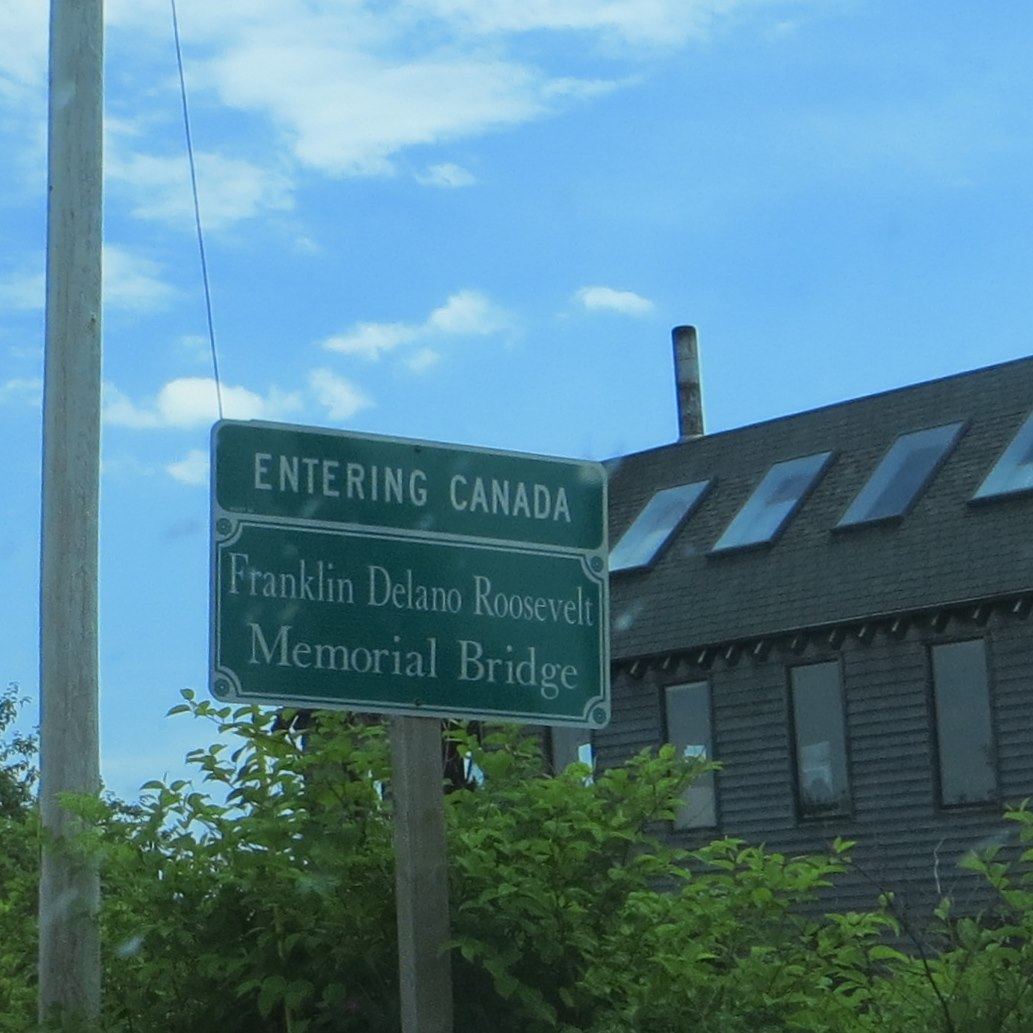 ENTERING CANADA
Franklin Delano Roosevelt
Memorial Bridge